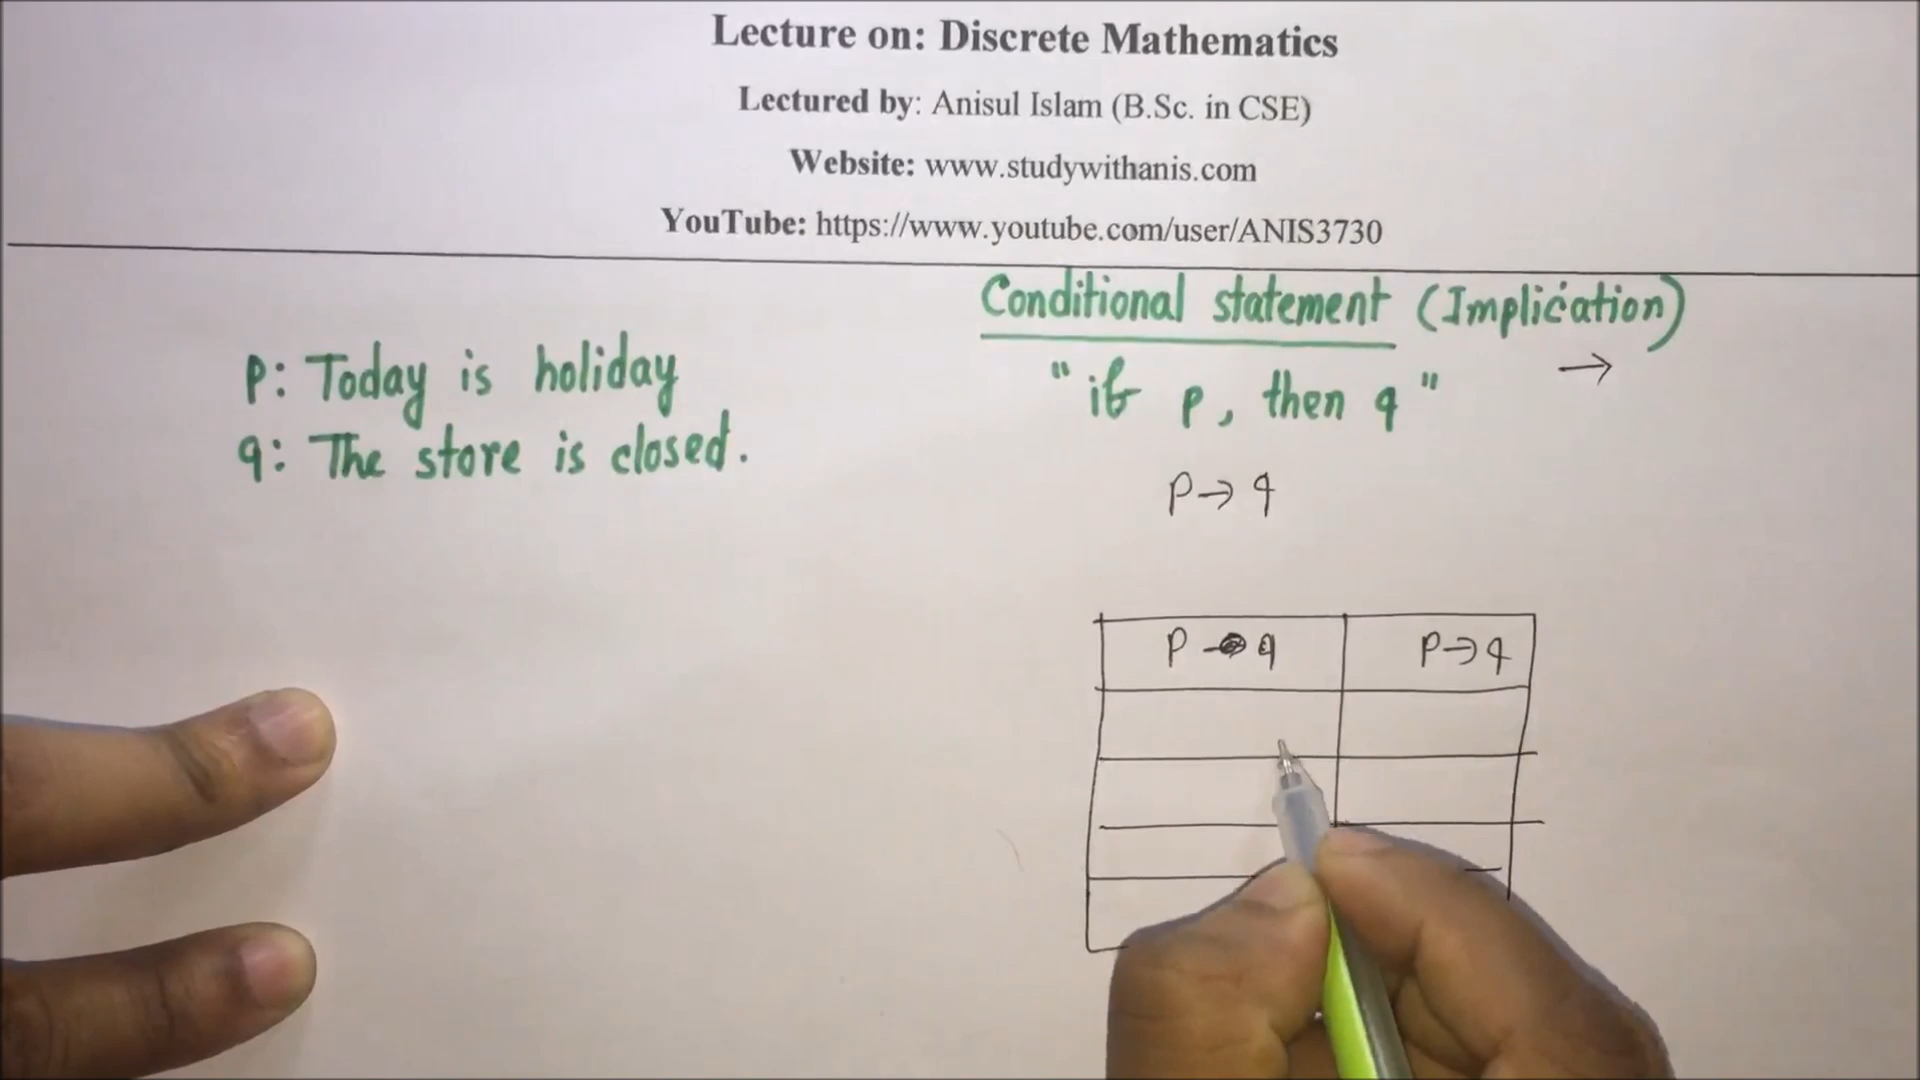 Lecture on: Discrete Mathematics
Lectured by: Anisul Islam (B.Sc. in CSE)
Website: www.studywithanis.com
YouTube: https://www.youtube.com/user/ANIS3730
Conditional statement (Implication)
P: Today is holiday
"if p, then q" →
q: The store is closed.
P→ q
P q P→q